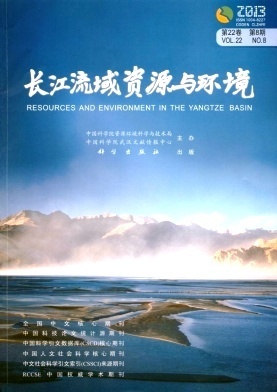 2013
ISSN 1004-8227
CODEN CLZHFE
第22卷 第8期
VOL.22 NO.8
长江流域资源与环境
RESOURCES AND ENVIRONMENT IN THE YANGTZE BASIN
中国科学院资源环境科学与技术局
中国科学院武汉文献情报中心 主办
科学出版社 出版
全国中文核心期刊
中国科技论文统计源期刊
中国科学引文数据库(CSCD)核心期刊
中国人文社会科学核心期刊
中文社会科学引文索引(CSSCI)来源期刊
RCCSE 中国权威学术期刊